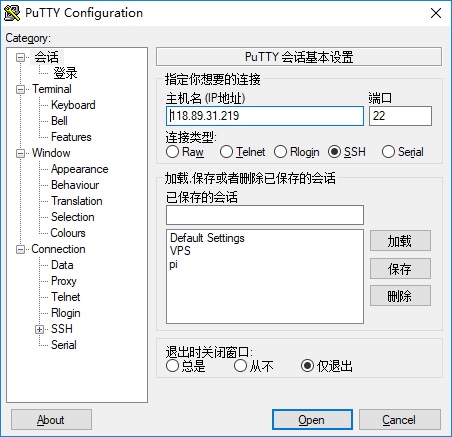 PuTTY Configuration
Category:
会话
登录
Terminal
Keyboard
Bell
Features
Window
Appearance
Behaviour
Translation
Selection
Colours
Connection
Data
Proxy
Telnet
Rlogin
SSH
Serial
PuTTY 会话基本设置
指定你想要的连接
主机名 (IP地址) 端口
118.89.31.219 22
连接类型:
Raw Telnet Rlogin SSH Serial
加载,保存或者删除已保存的会话
已保存的会话
Default Settings
VPS
pi
加载
保存
删除
退出时关闭窗口:
总是 从不 仅退出
About Open Cancel